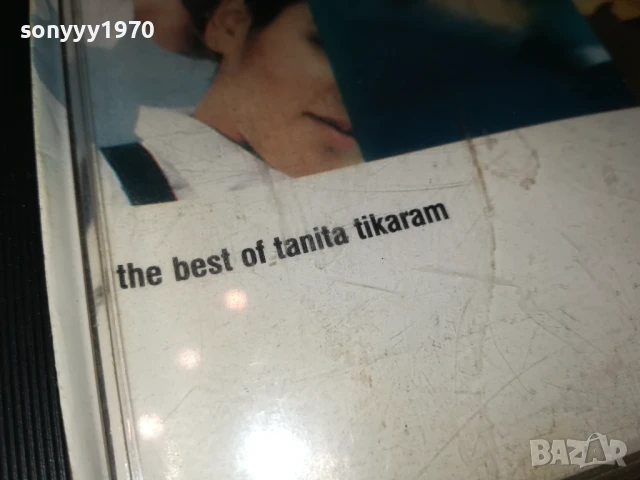 sonyyy1970
the best of tanita tikaram
BAZAR